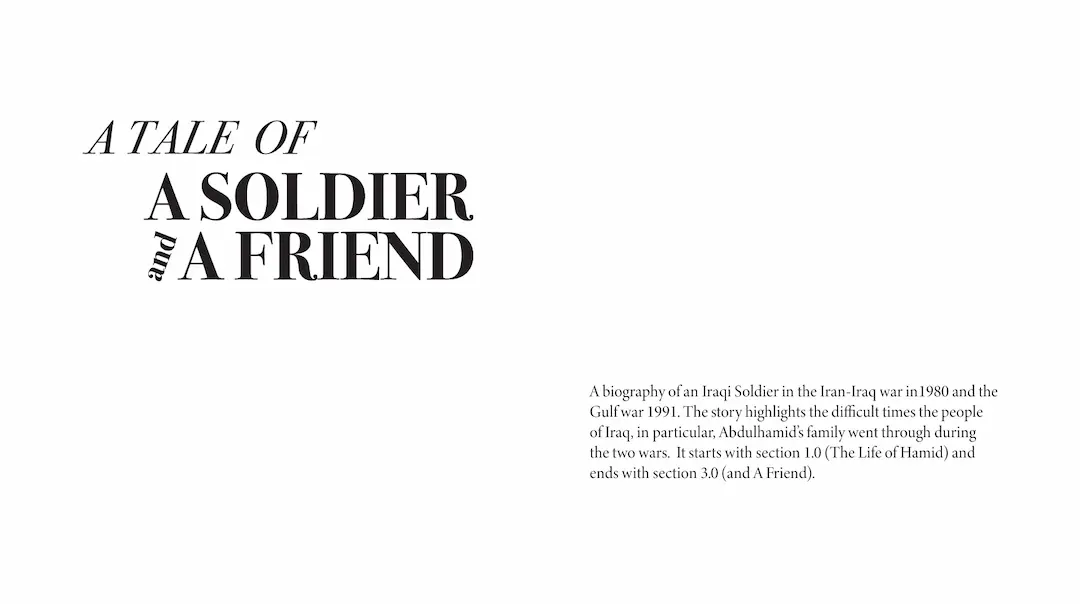 A TALE OF
A SOLDIER
and A FRIEND
A biography of an Iraqi Soldier in the Iran-Iraq war in1980 and the
Gulf war 1991. The story highlights the difficult times the people
of Iraq, in particular, Abdulhamid's family went through during
the two wars.  It starts with section 1.0 (The Life of Hamid) and
ends with section 3.0 (and A Friend).